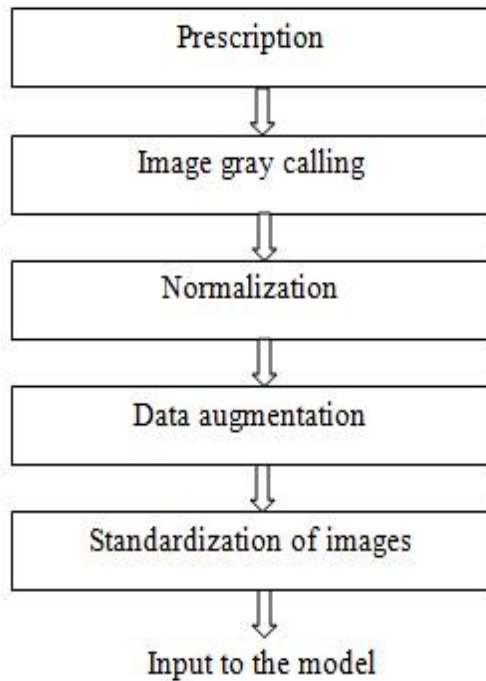 Prescription
Image gray calling
Normalization
Data augmentation
Standardization of images
Input to the model